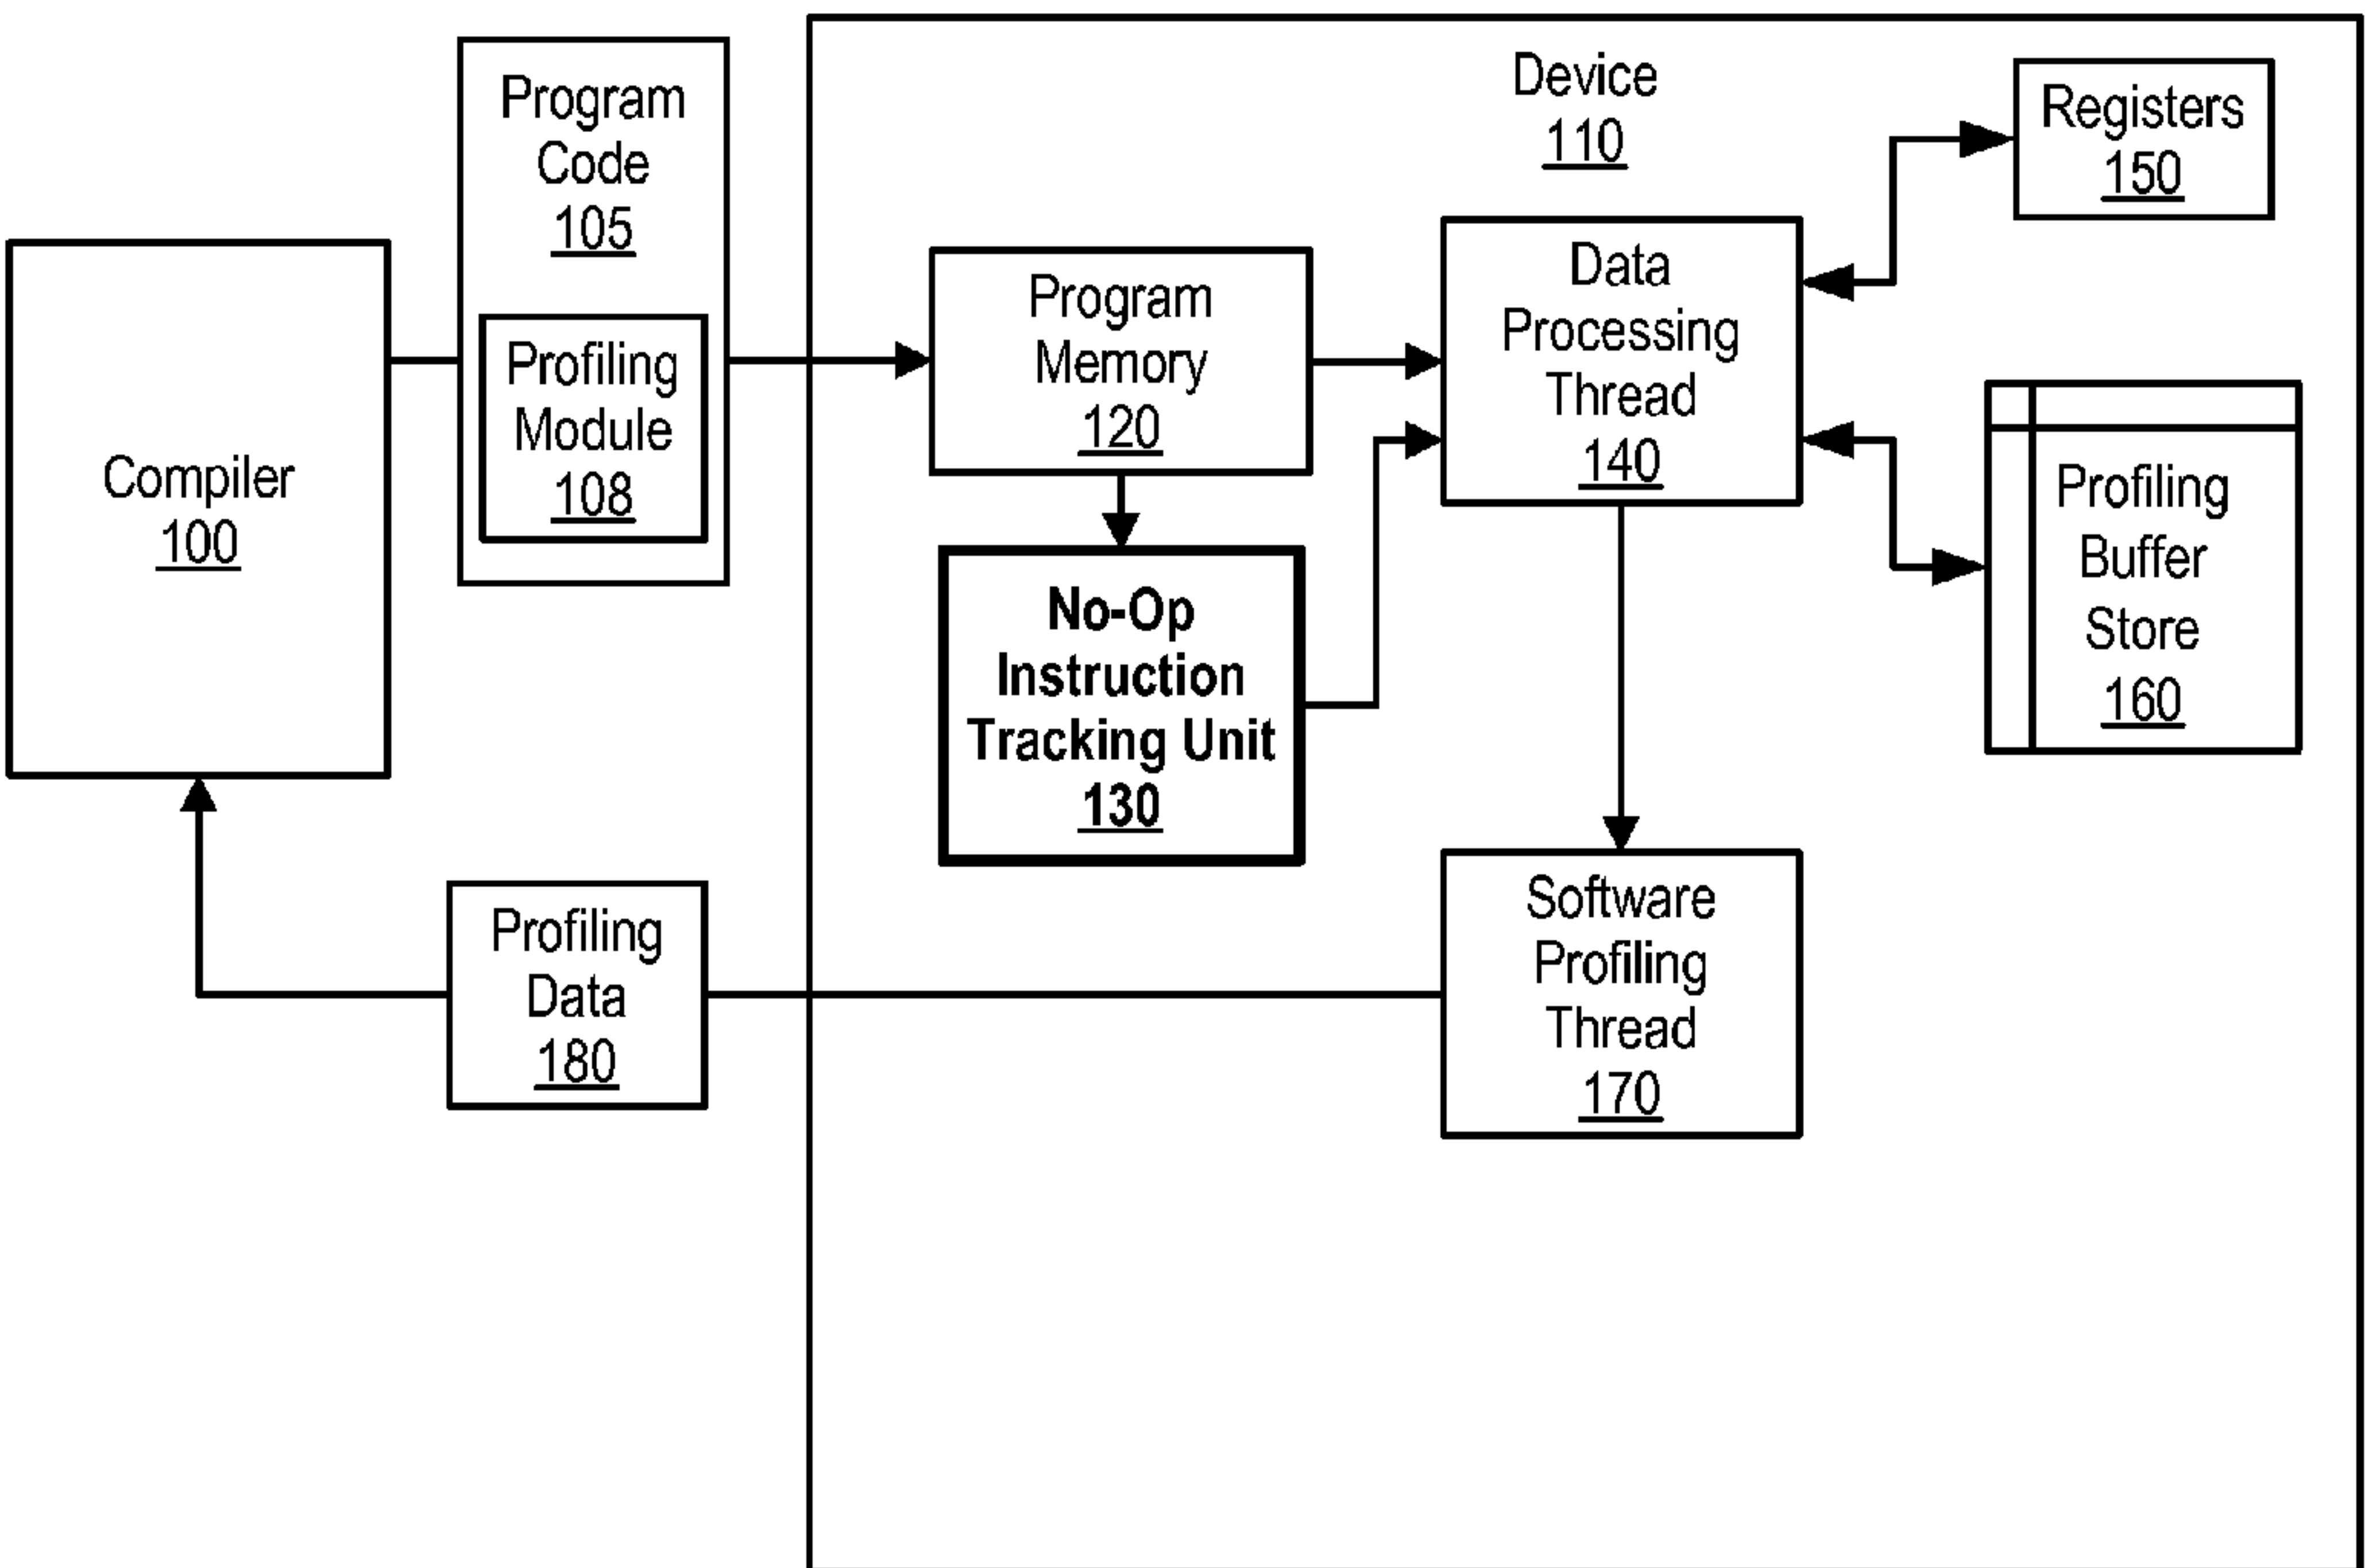 Program
Code
105
Profiling
Module
108
Compiler
100
Device
110
Registers
150
Program
Memory
120
Data
Processing
Thread
140
No-Op
Instruction
Tracking Unit
130
Profiling
Buffer
Store
160
Software
Profiling
Thread
170
Profiling
Data
180